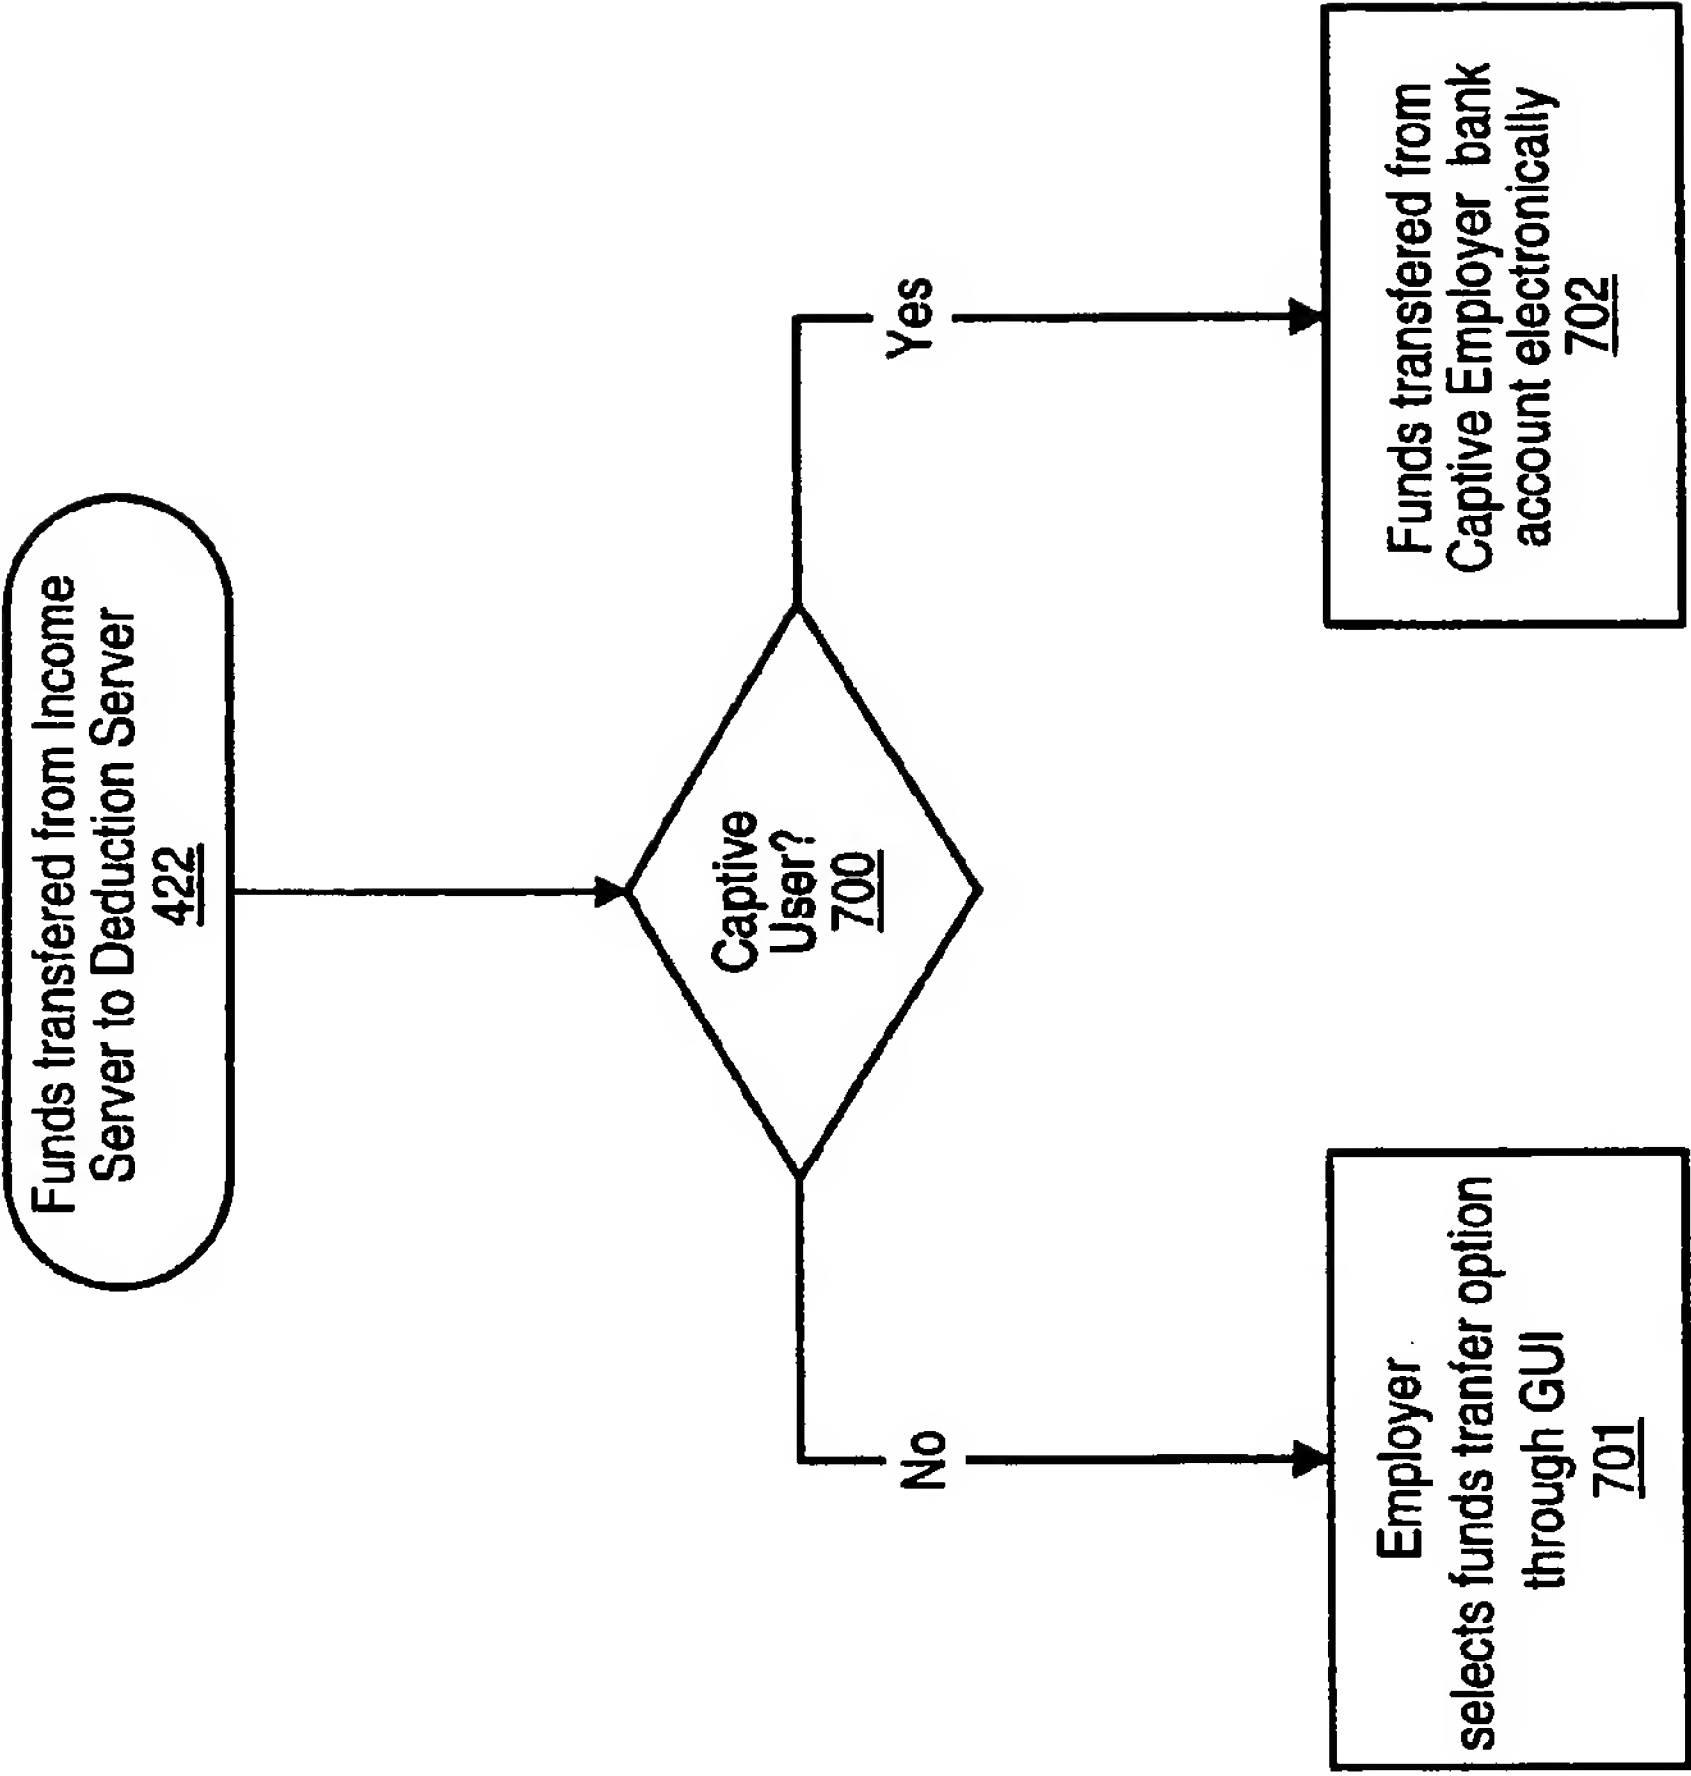 Funds transfered from Income
Server to Deduction Server
422
Captive
User?
700
No
Yes
Employer
selects funds tranfer option
through GUI
701
Funds transfered from
Captive Employer bank
account electronically
702